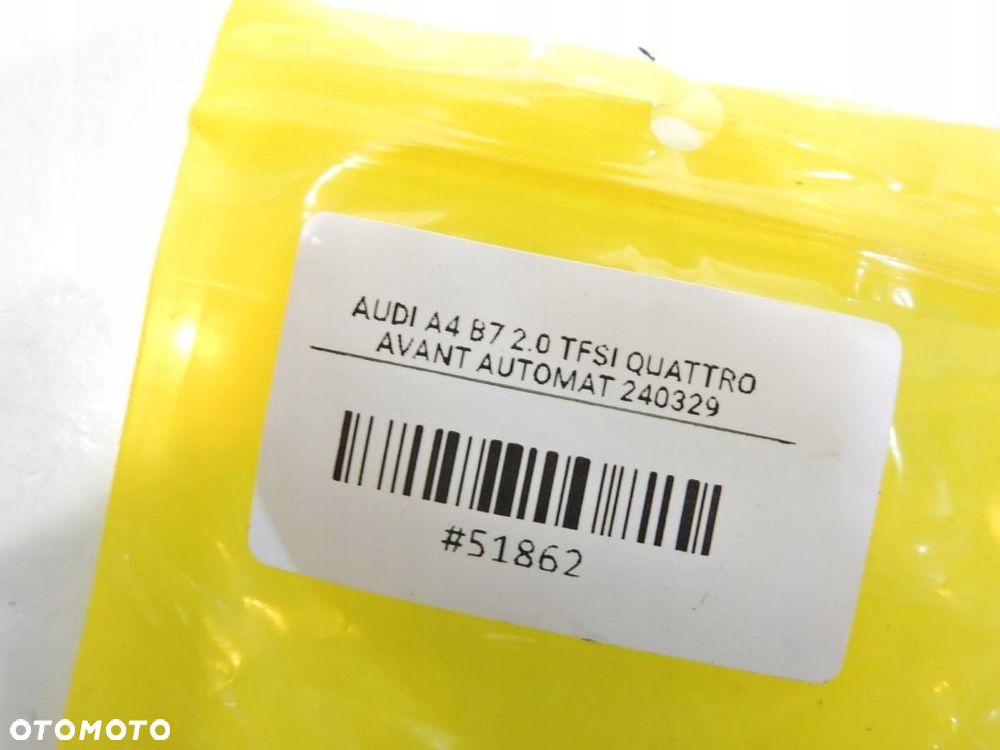 AUDI A4 B7 2.0 TFSI QUATTRO
AVANT AUTOMAT 240329
#51862
OTOMOTO